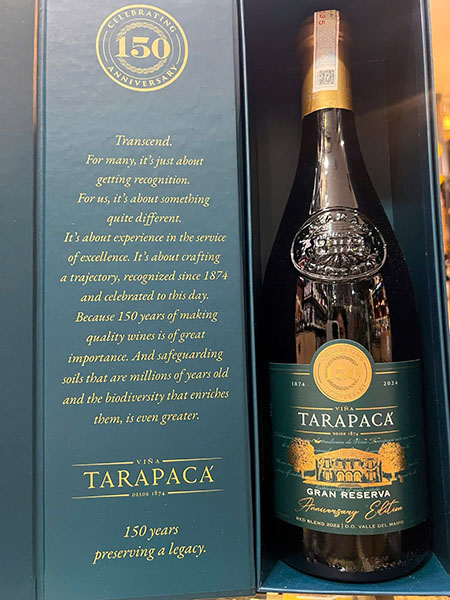 CELEBRATING
150
ANNIVERSARY
Transcend.
For many, it's just about
getting recognition.
For us, it's about something
quite different.
It's about experience in the service
of excellence. It's about crafting
a trajectory, recognized since 1874
and celebrated to this day.
Because 150 years of making
quality wines is of great
importance. And safeguarding
soils that are millions of years old
and the biodiversity that enriches
them, is even greater.
VIÑA
TARAPACÁ
DESDE 1874
150 years
preserving a legacy.
150
1874 2024
VIÑA
TARAPACÁ
DESDE 1874
GRAN RESERVA
Anniversary Edition
RED BLEND 2022 | D.O. VALLE DEL MAIPO